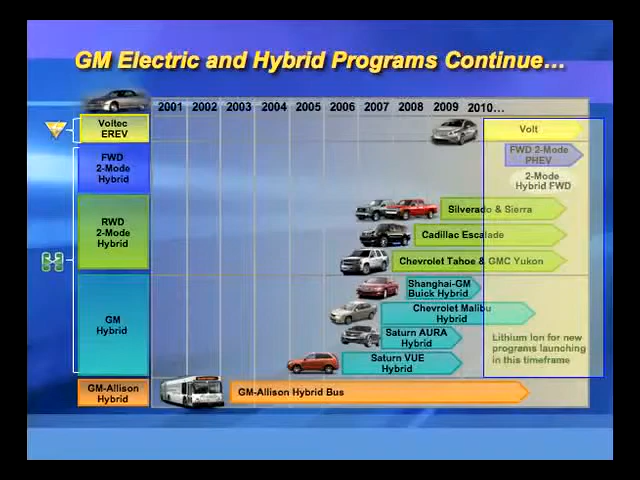 GM Electric and Hybrid Programs Continue...
2001 2002 2003 2004 2005 2006 2007 2008 2009 2010...
Voltec
EREV
Volt
FWD
2-Mode
Hybrid
FWD 2-Mode
PHEV
2-Mode
Hybrid FWD
RWD
2-Mode
Hybrid
Silverado & Sierra
Cadillac Escalade
Chevrolet Tahoe & GMC Yukon
GM
Hybrid
Shanghai-GM
Buick Hybrid
Chevrolet Malibu
Hybrid
Saturn AURA
Hybrid
Saturn VUE
Hybrid
Lithium Ion for new
programs launching
in this timeframe
GM-Allison
Hybrid
GM-Allison Hybrid Bus